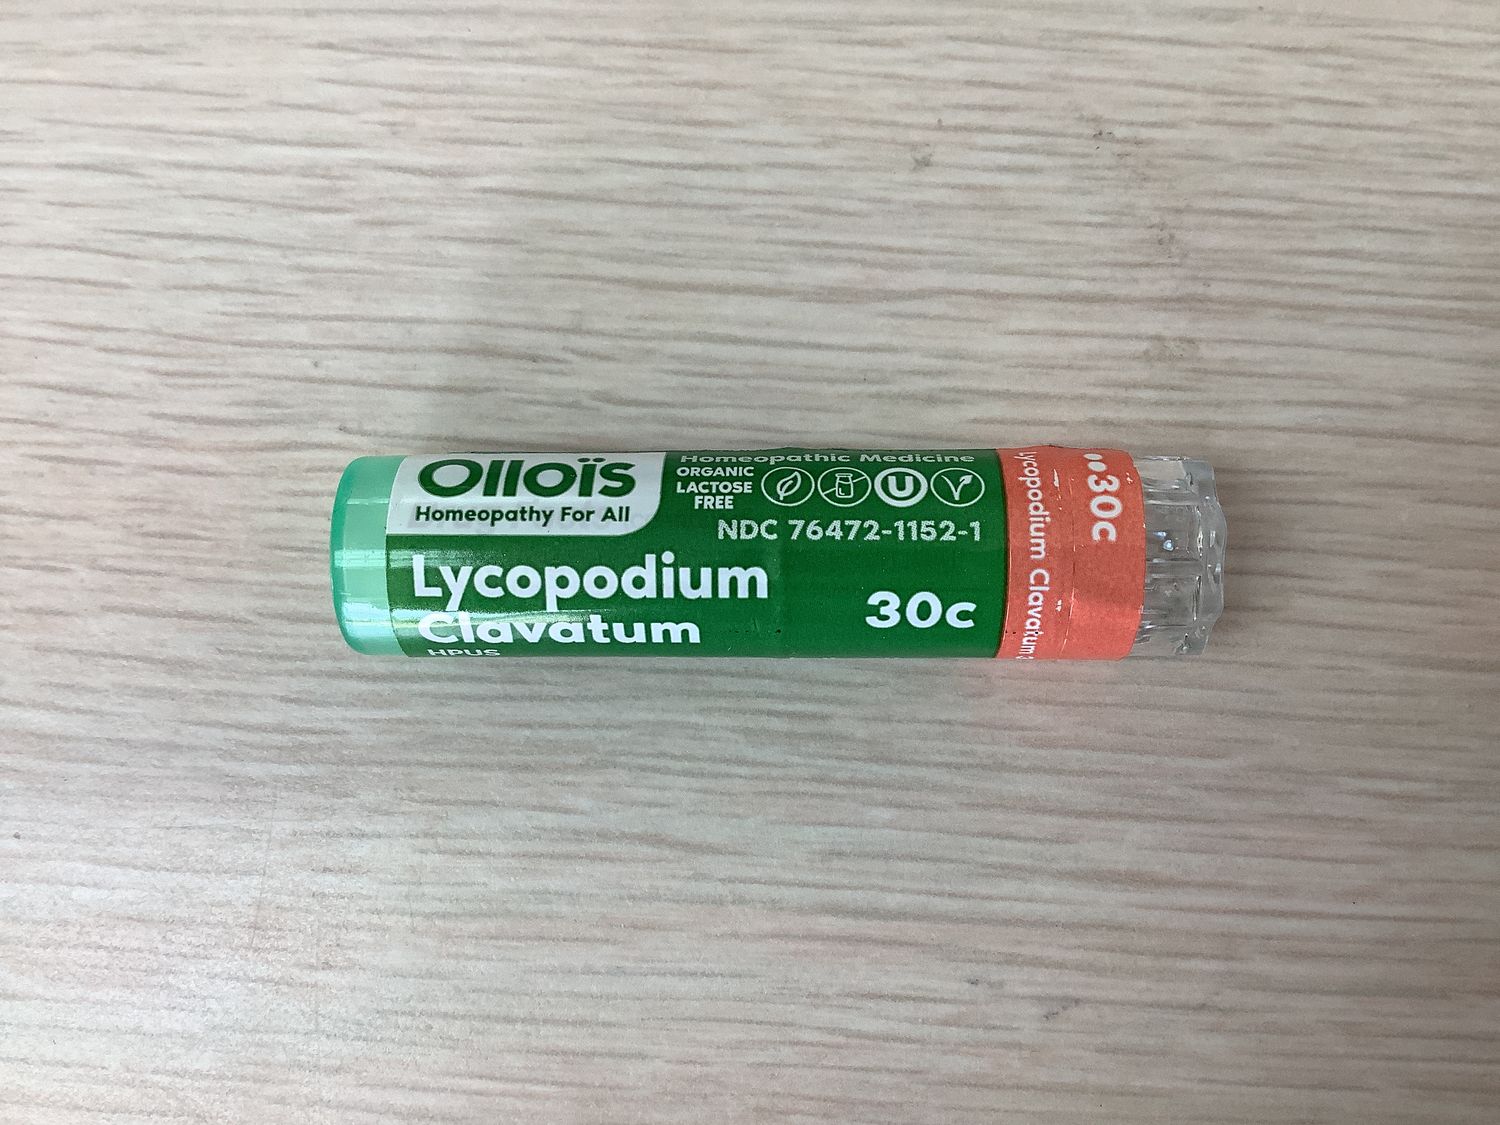 Olloïs
Homeopathy For All
Homeopathic Medicine
ORGANIC
LACTOSE
FREE
U
NDC 76472-1152-1
Lycopodium
Clavatum
HPUS
30c
Lycopodium Clavatum
30c